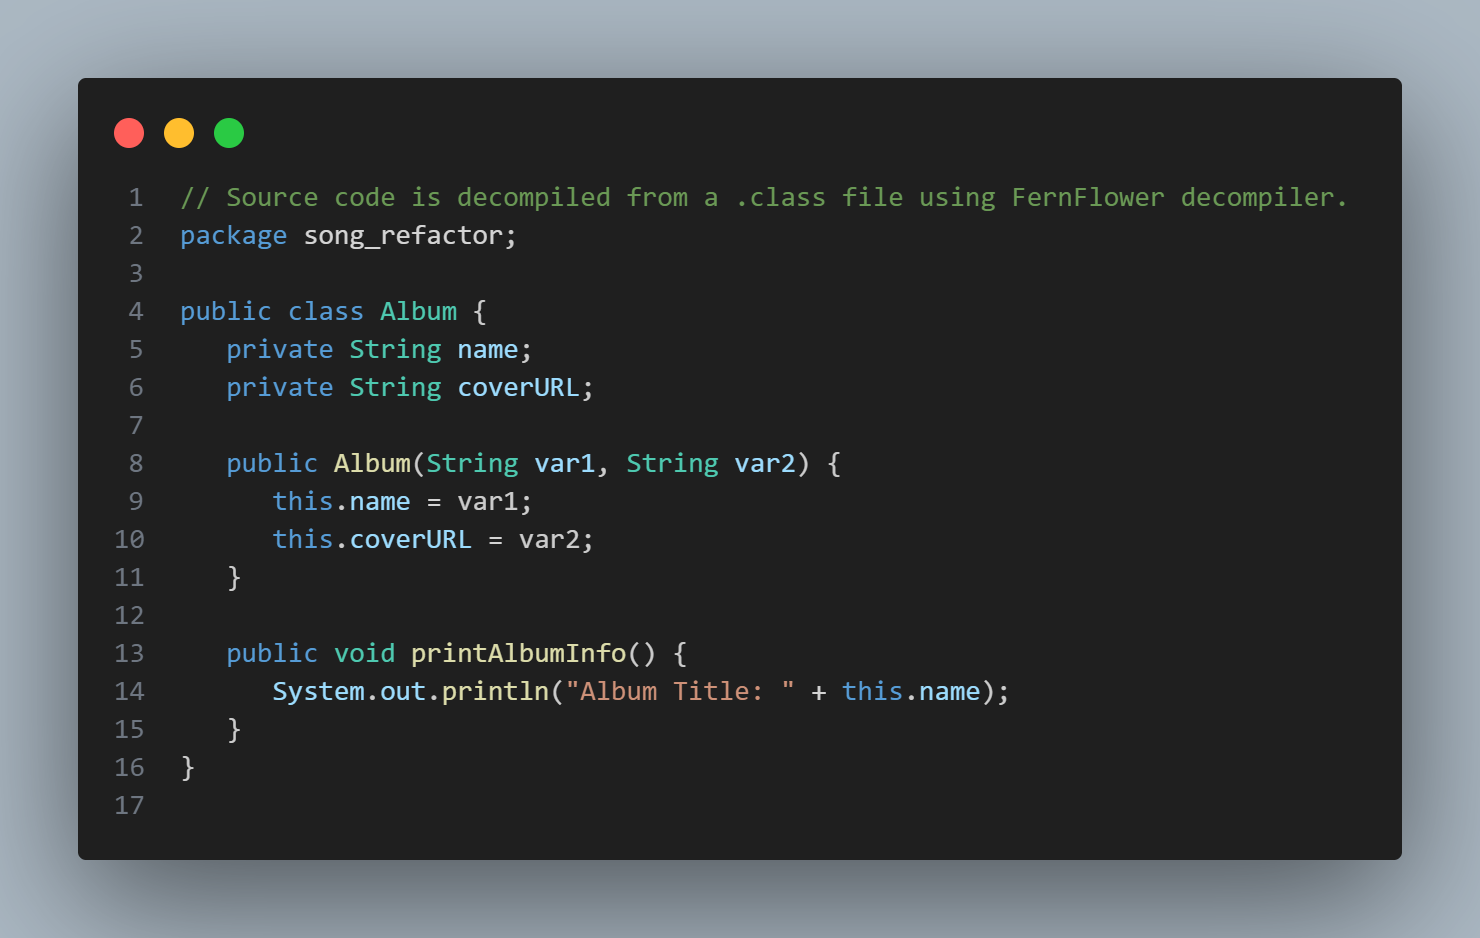 1 // Source code is decompiled from a .class file using FernFlower decompiler.
2 package song_refactor;
3
4 public class Album {
5    private String name;
6    private String coverURL;
7
8    public Album(String var1, String var2) {
9       this.name = var1;
10       this.coverURL = var2;
11    }
12
13    public void printAlbumInfo() {
14       System.out.println("Album Title: " + this.name);
15    }
16 }
17